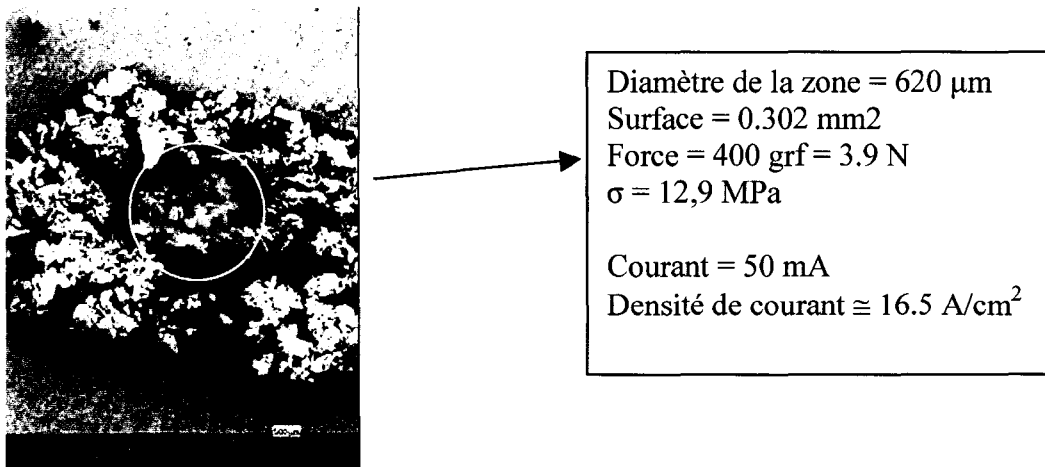 Diamètre de la zone = 620 μm
Surface = 0.302 mm2
Force = 400 grf = 3.9 N
σ = 12,9 MPa
Courant = 50 mA
Densité de courant ≅ 16.5 A/cm²
500μm